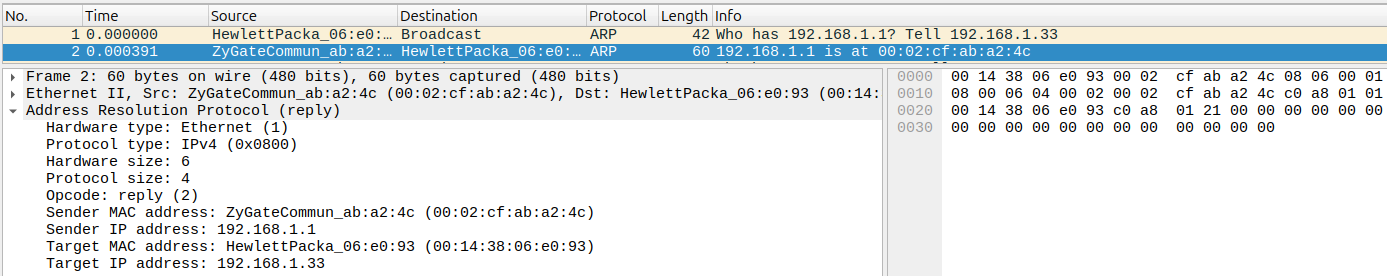 No. Time Source Destination Protocol Length Info
1 0.000000 HewlettPacka_06:e0:… Broadcast ARP 42 Who has 192.168.1.1? Tell 192.168.1.33
2 0.000391 ZyGateCommun_ab:a2:… HewlettPacka_06:e0:… ARP 60 192.168.1.1 is at 00:02:cf:ab:a2:4c
Frame 2: 60 bytes on wire (480 bits), 60 bytes captured (480 bits)
Ethernet II, Src: ZyGateCommun_ab:a2:4c (00:02:cf:ab:a2:4c), Dst: HewlettPacka_06:e0:93 (00:14:
Address Resolution Protocol (reply)
Hardware type: Ethernet (1)
Protocol type: IPv4 (0x0800)
Hardware size: 6
Protocol size: 4
Opcode: reply (2)
Sender MAC address: ZyGateCommun_ab:a2:4c (00:02:cf:ab:a2:4c)
Sender IP address: 192.168.1.1
Target MAC address: HewlettPacka_06:e0:93 (00:14:38:06:e0:93)
Target IP address: 192.168.1.33
0000 00 14 38 06 e0 93 00 02 cf ab a2 4c 08 06 00 01
0010 08 00 06 04 00 02 00 02 cf ab a2 4c c0 a8 01 01
0020 00 14 38 06 e0 93 c0 a8 01 21 00 00 00 00 00 00
0030 00 00 00 00 00 00 00 00 00 00 00 00